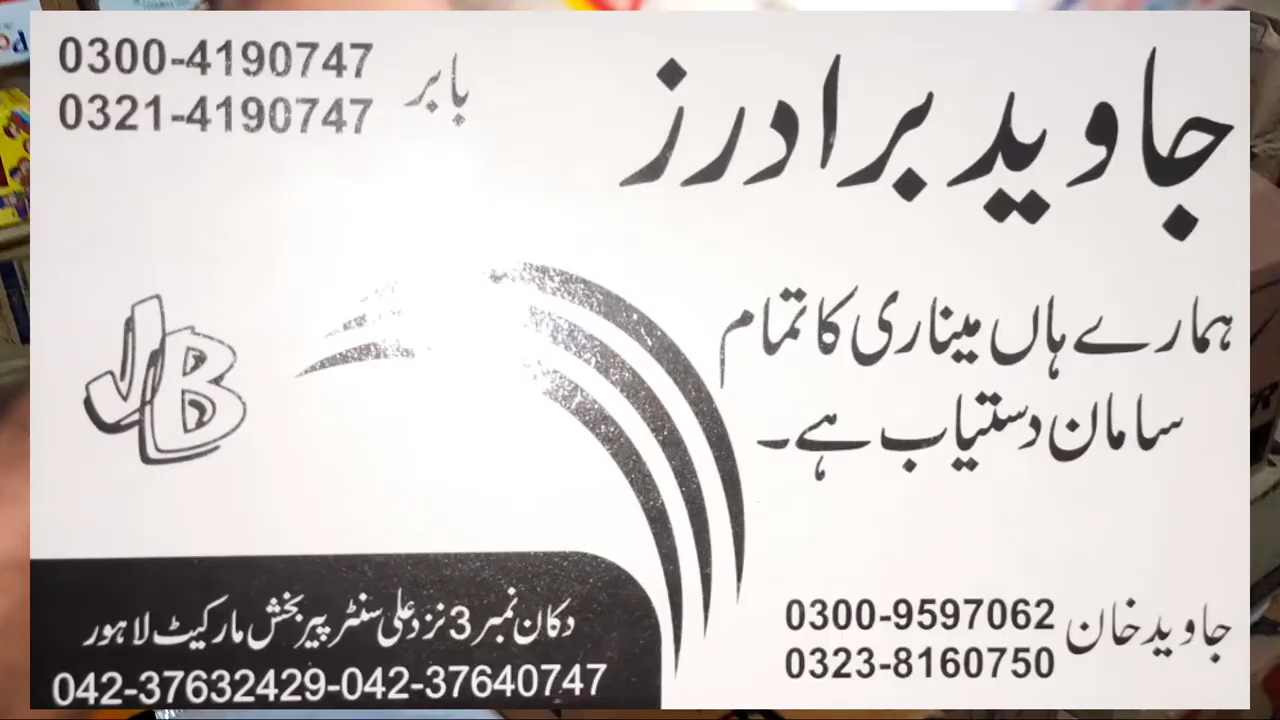 جاوید برادرز
بابر
0300-4190747
0321-4190747
ہمارے ہاں میناری کا تمام
سامان دستیاب ہے۔
JB
جاوید خان
0300-9597062
0323-8160750
دکان نمبر 3 نزد علی سنٹر پیر بخش مارکیٹ لاہور
042-37632429-042-37640747